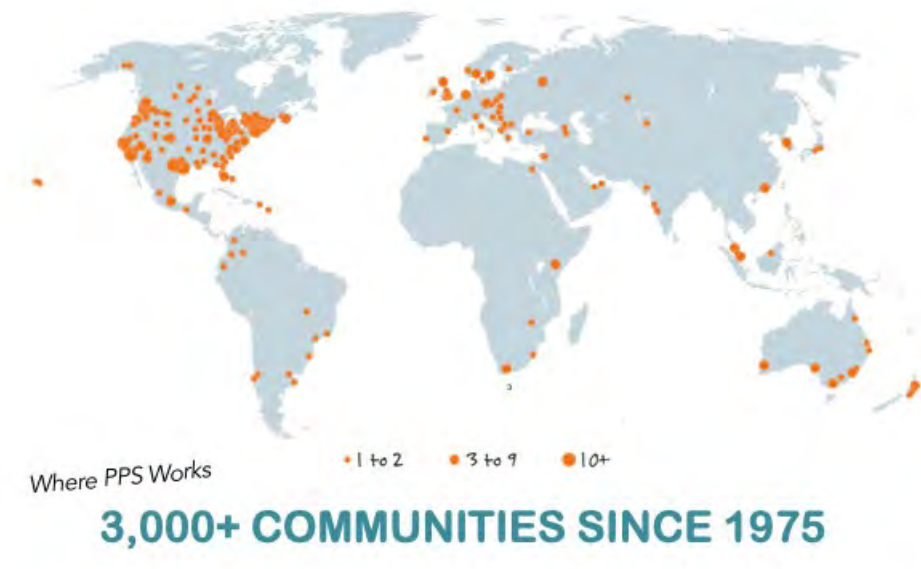 • 1 to 2 • 3 to 9 • 10+
Where PPS Works
3,000+ COMMUNITIES SINCE 1975